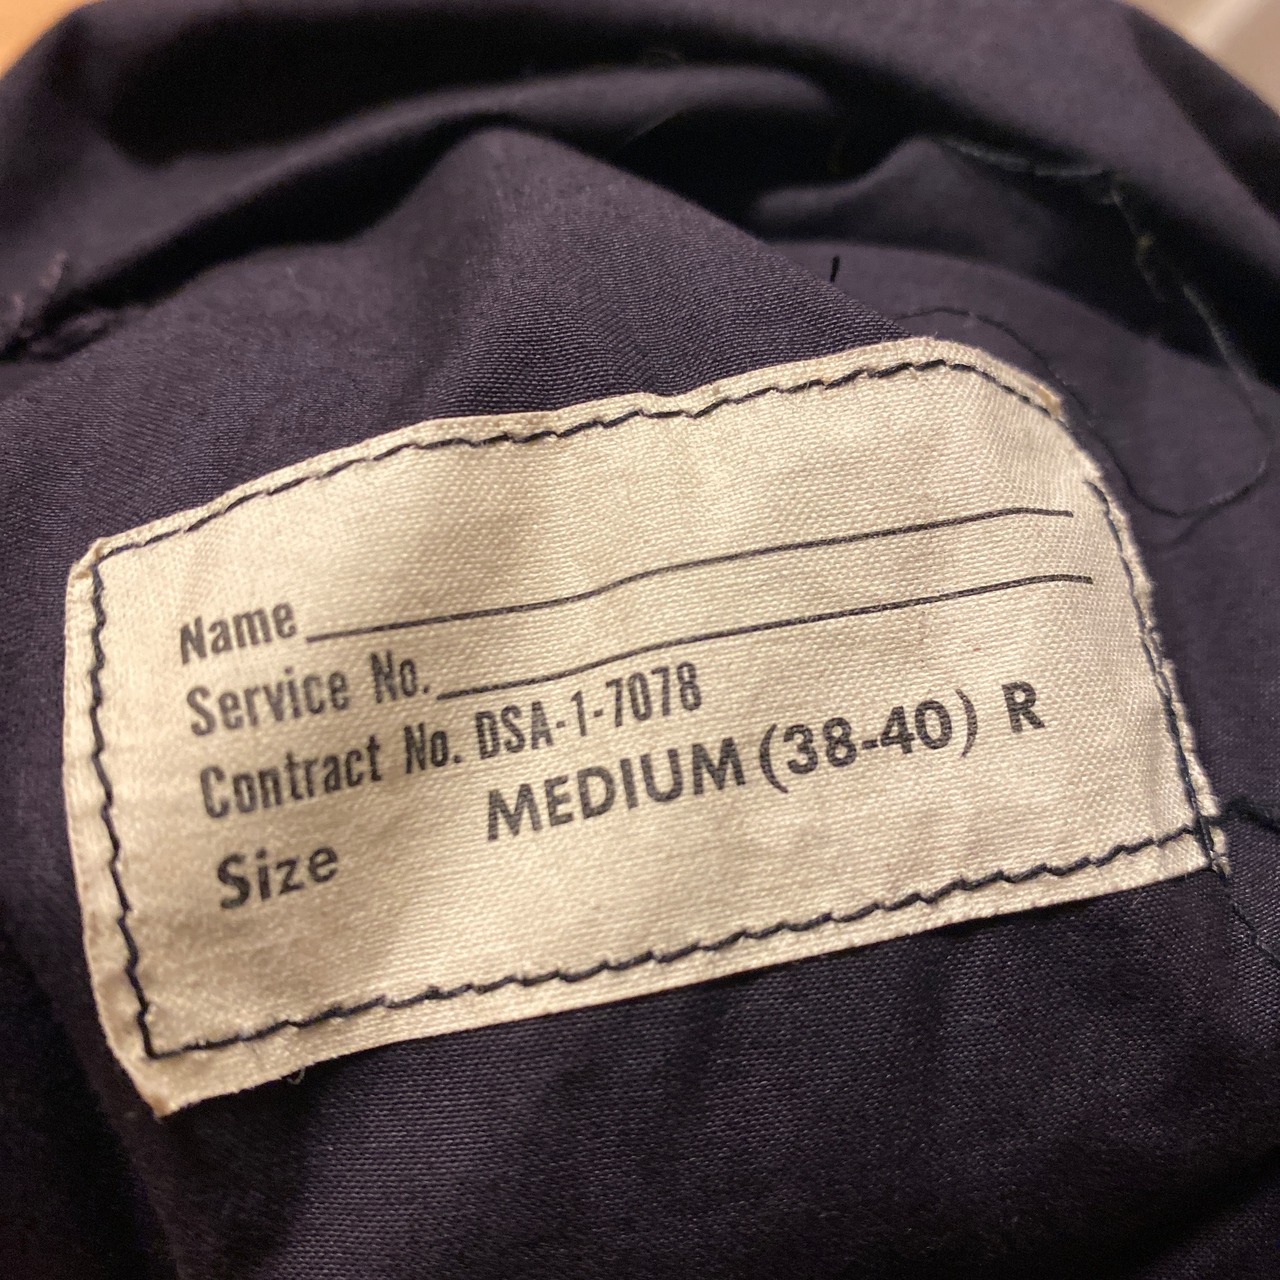 Name
Service No.
Contract No. DSA-1-7078
Size MEDIUM (38-40) R